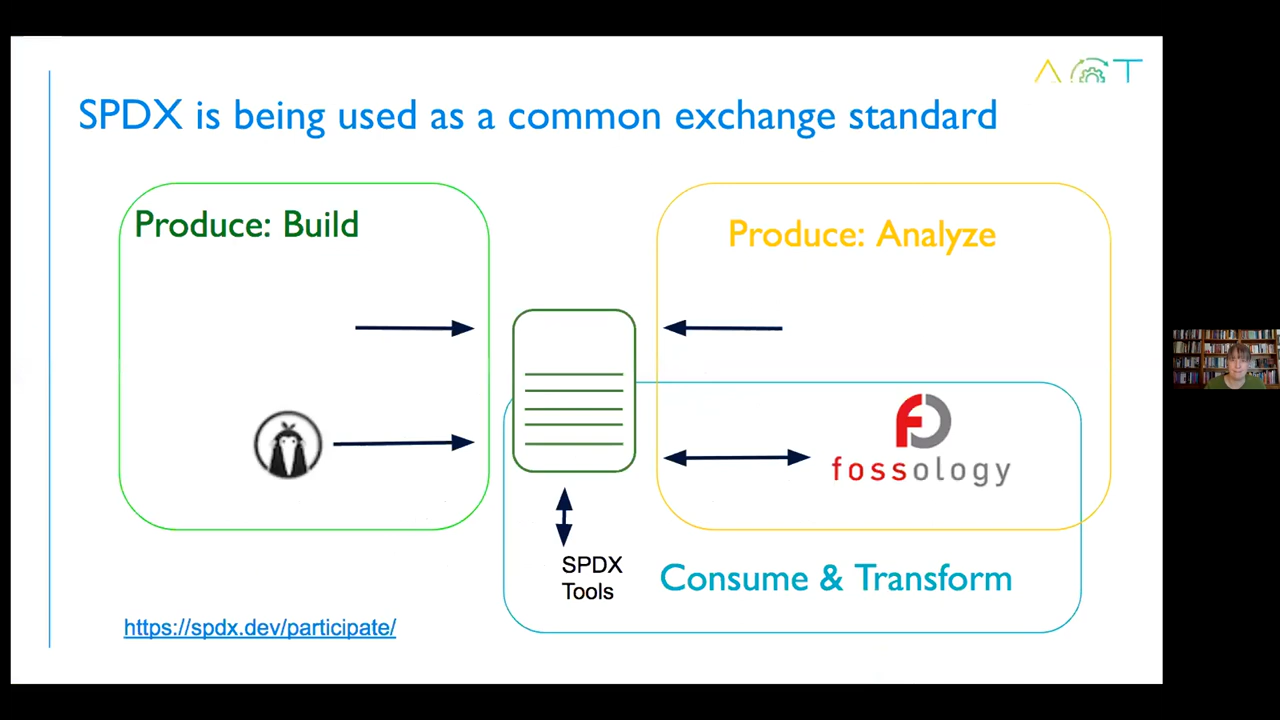 ACT
SPDX is being used as a common exchange standard
Produce: Build
Produce: Analyze
fossology
SPDX
Tools
Consume & Transform
https://spdx.dev/participate/